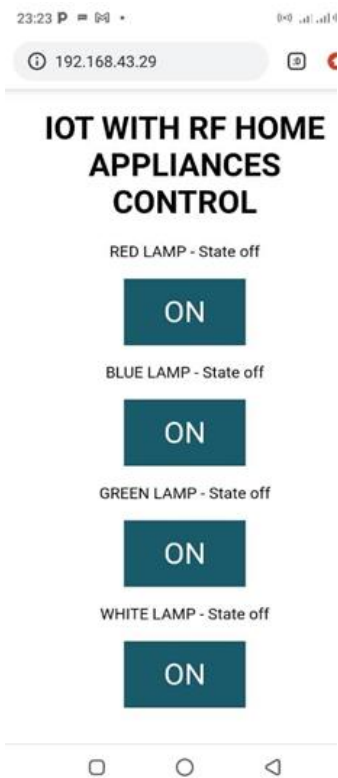 23:23
192.168.43.29
:D
IOT WITH RF HOME
APPLIANCES
CONTROL
RED LAMP - State off
ON
BLUE LAMP - State off
ON
GREEN LAMP - State off
ON
WHITE LAMP - State off
ON